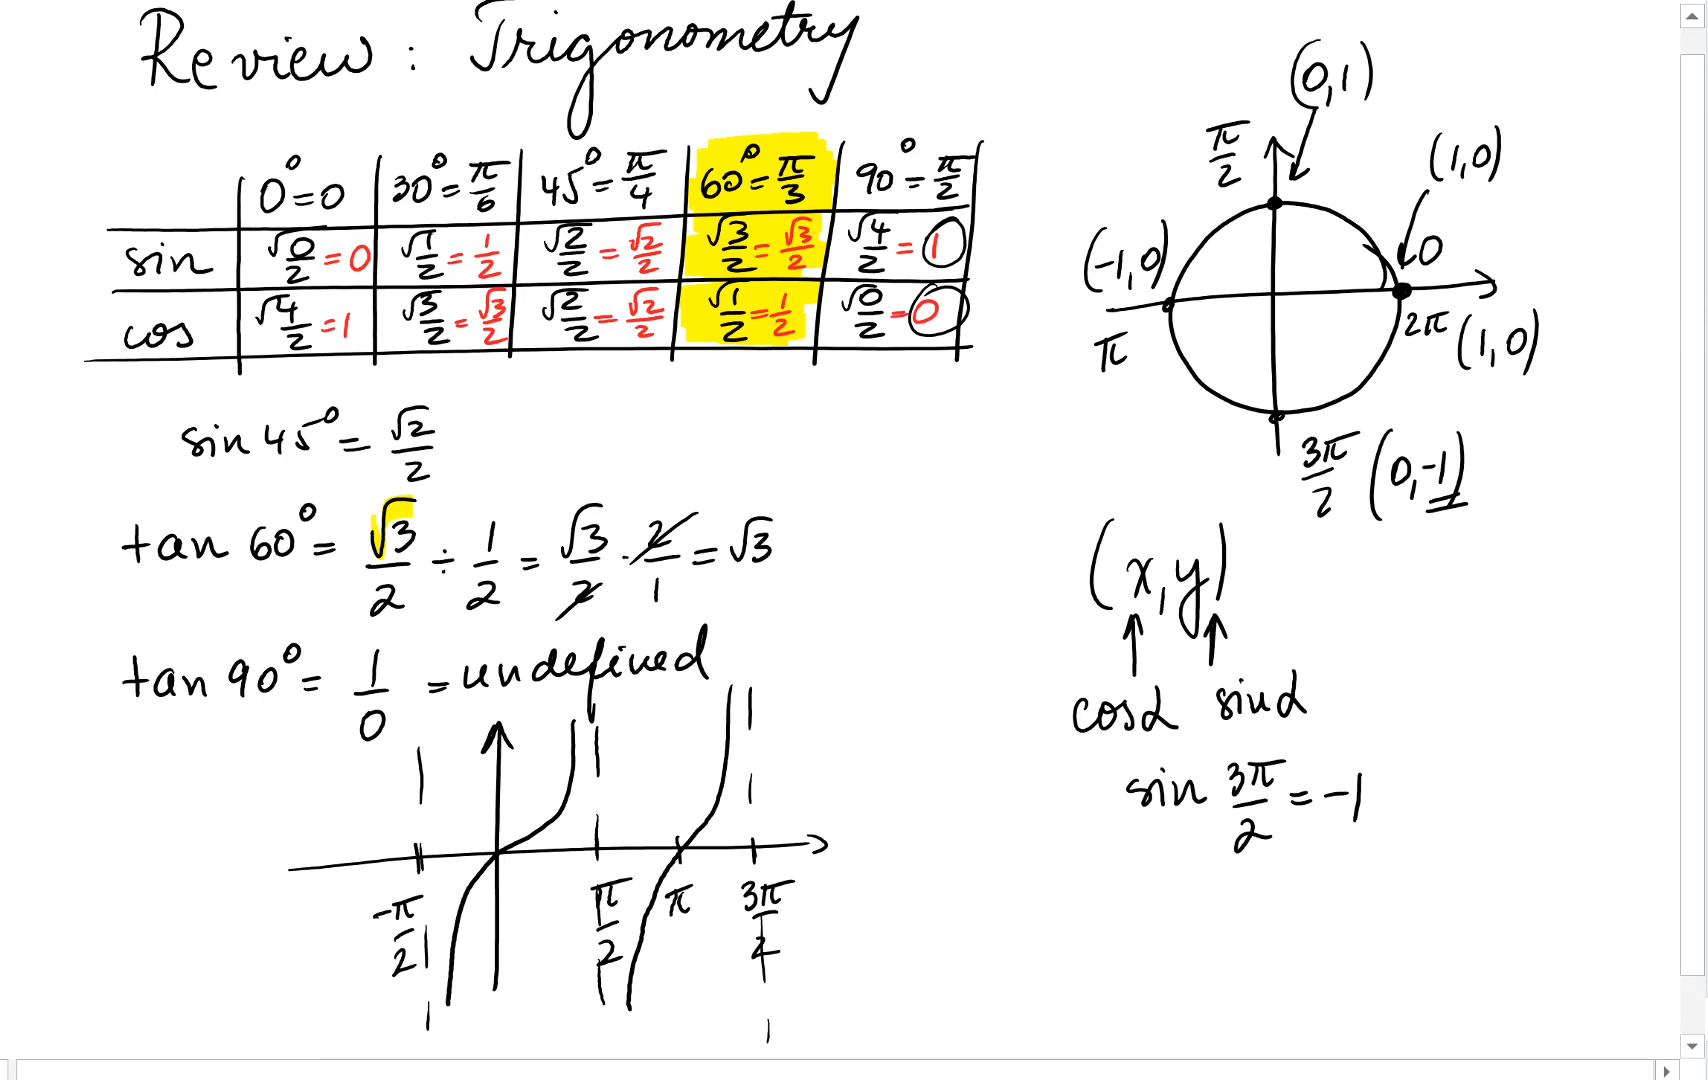 Review: Trigonometry
0° = 0 | 30° = π/6 | 45° = π/4 | 60° = π/3 | 90° = π/2
sin | √0/2 = 0 | √1/2 = 1/2 | √2/2 = √2/2 | √3/2 = √3/2 | √4/2 = 1
cos | √4/2 = 1 | √3/2 = √3/2 | √2/2 = √2/2 | √1/2 = 1/2 | √0/2 = 0
sin 45° = √2/2
tan 60° = √3/2 ÷ 1/2 = √3/2 · 2/1 = √3
tan 90° = 1/0 = undefined
-π/2 π/2 π 3π/2
(0,1)
π/2
(1,0)
(-1,0)
0
π
2π (1,0)
3π/2 (0,-1)
(x,y)
cosα sinα
sin 3π/2 = -1